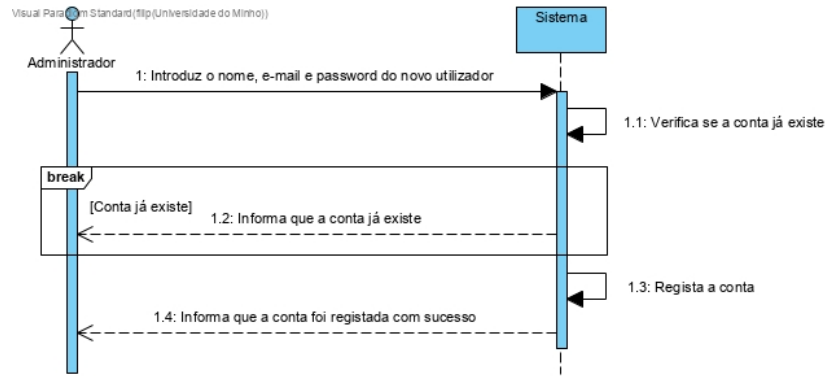 Visual Paradigm Standard(filip(Universidade do Minho))
Sistema
Administrador
1: Introduz o nome, e-mail e password do novo utilizador
1.1: Verifica se a conta já existe
break
[Conta já existe]
1.2: Informa que a conta já existe
1.3: Regista a conta
1.4: Informa que a conta foi registada com sucesso